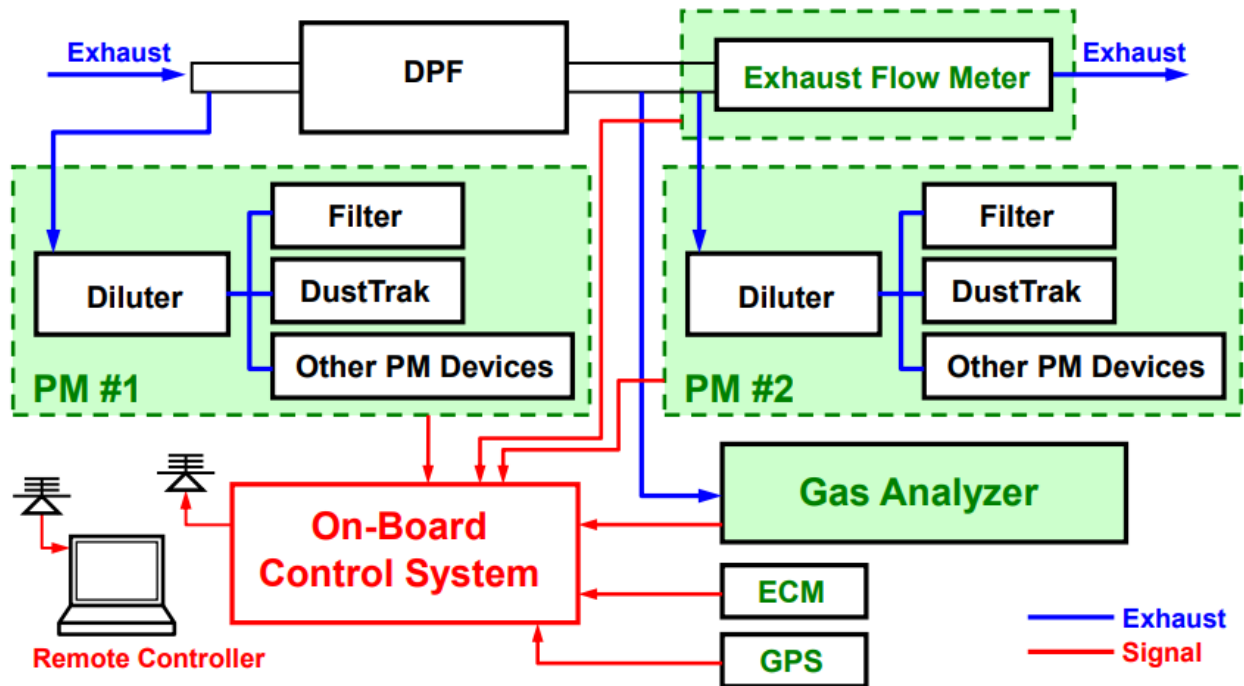 Exhaust
DPF
Exhaust Flow Meter
Exhaust
Filter
Diluter
DustTrak
Other PM Devices
PM #1
Filter
Diluter
DustTrak
Other PM Devices
PM #2
Gas Analyzer
On-Board
Control System
ECM
GPS
Remote Controller
Exhaust
Signal